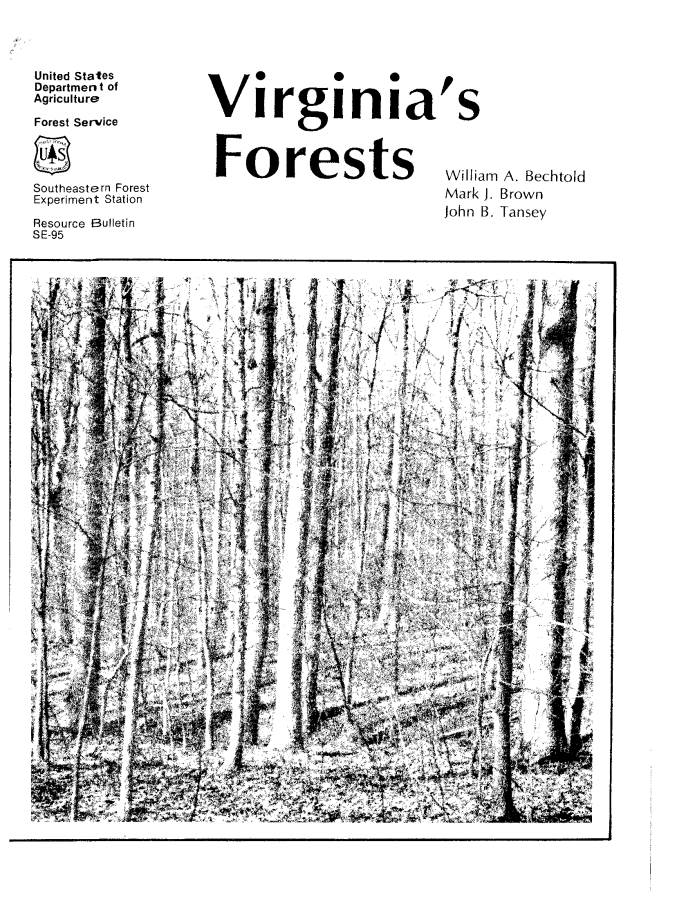 United States
Department of
Agriculture
Forest Service
UAS
Southeastern Forest
Experiment Station
Resource Bulletin
SE-95
Virginia's
Forests
William A. Bechtold
Mark J. Brown
John B. Tansey